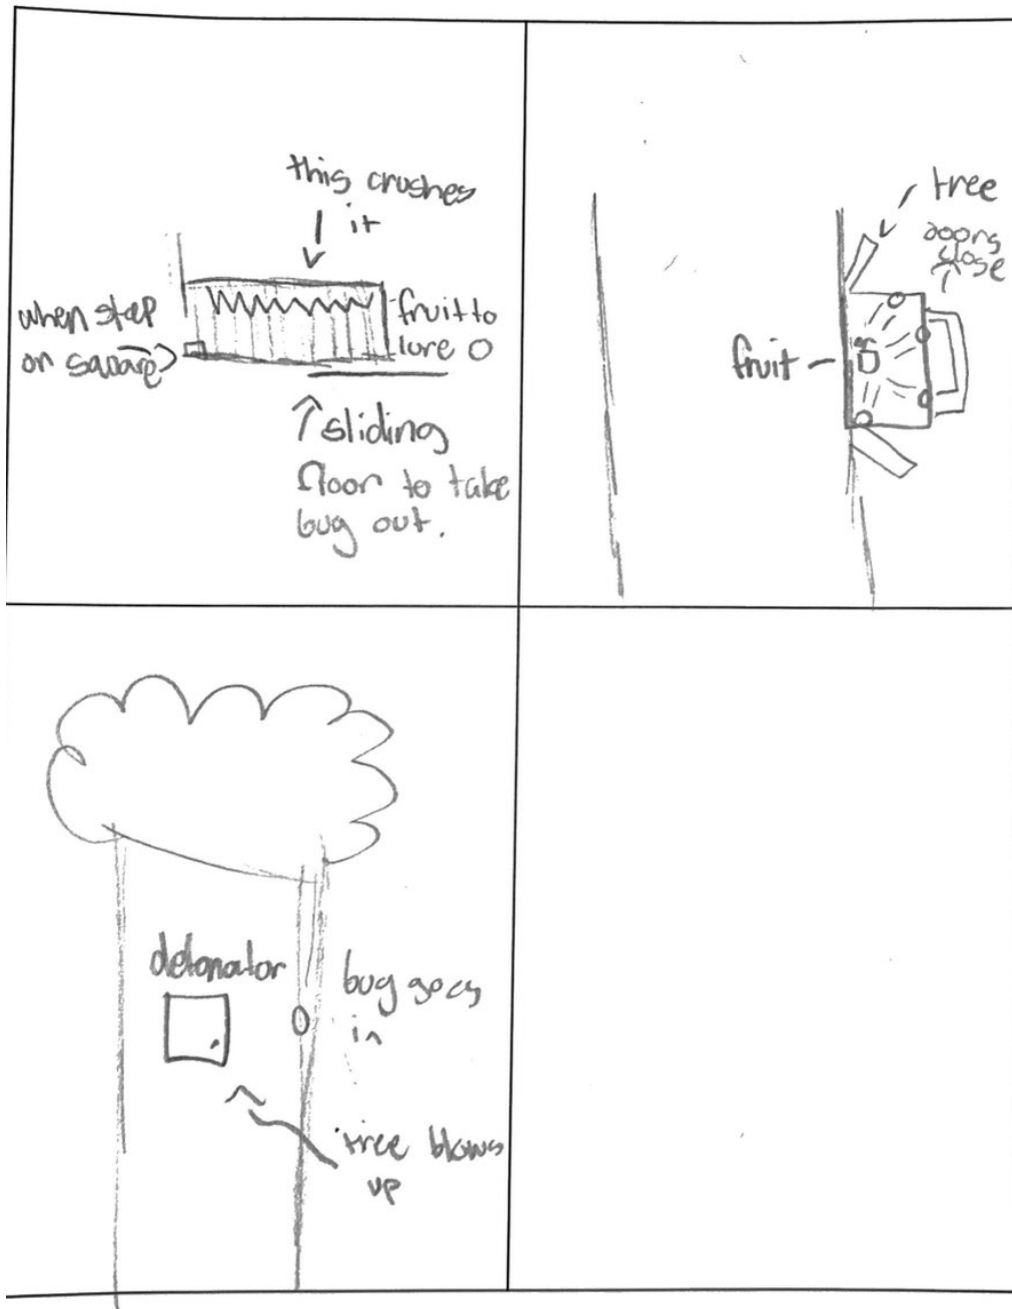 this crushes
it
when step
on square
fruit to
lure
sliding
floor to take
bug out.
tree
doors
close
fruit
detonator
bug goes
in
tree blows
up